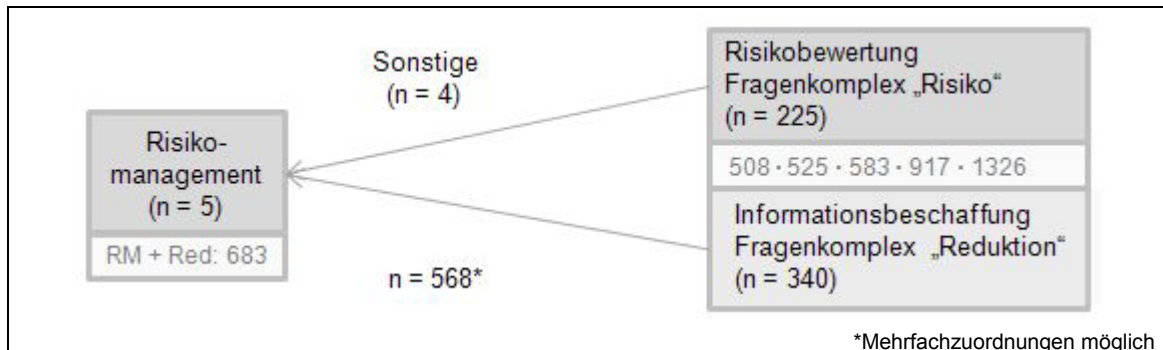 Sonstige
(n = 4)
Risiko-
management
(n = 5)
RM + Red: 683
n = 568*
Risikobewertung
Fragenkomplex „Risiko“
(n = 225)
508 · 525 · 583 · 917 · 1326
Informationsbeschaffung
Fragenkomplex „Reduktion“
(n = 340)
*Mehrfachzuordnungen möglich